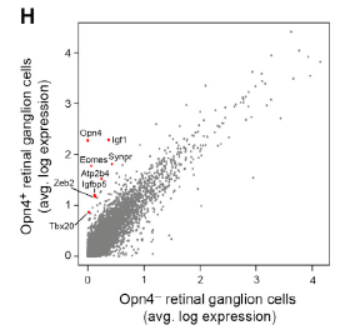 H
Opn4⁺ retinal ganglion cells
(avg. log expression)
4
3
2
1
0
Opn4
Igf1
Eomes
Synpr
Atp2b4
Zeb2
Igfbp5
Tbx20
0 1 2 3 4
Opn4⁻ retinal ganglion cells
(avg. log expression)